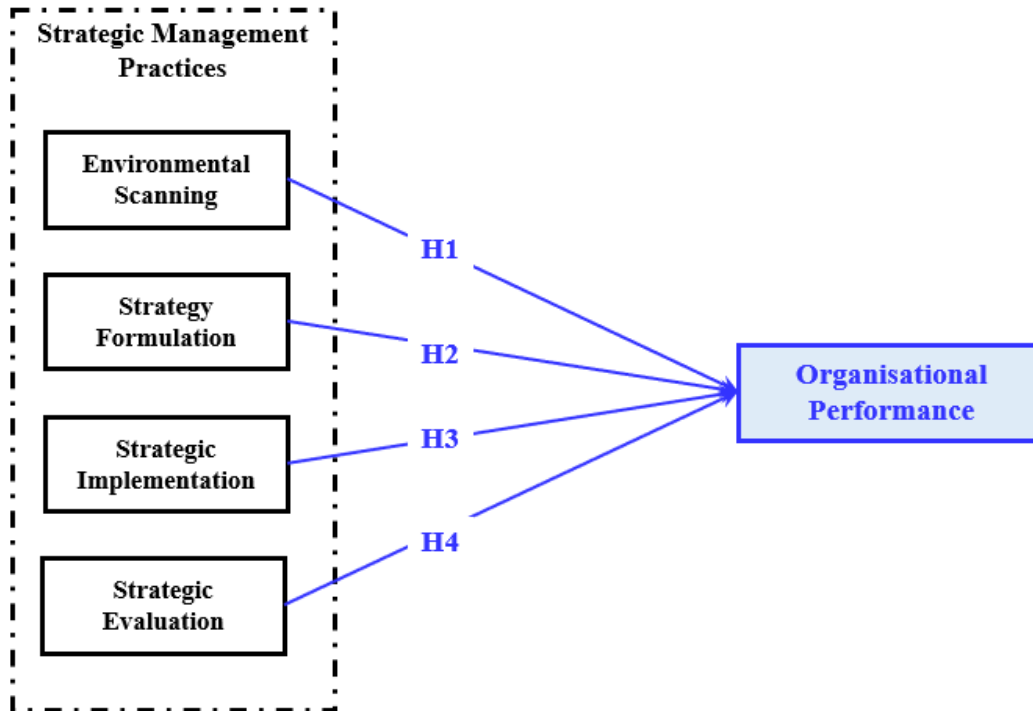 Strategic Management
Practices
Environmental
Scanning
H1
Strategy
Formulation
H2
Organisational
Performance
Strategic
Implementation
H3
Strategic
Evaluation
H4